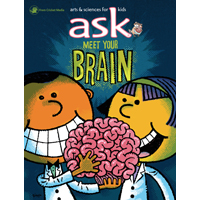 arts & sciences for kids
ask
MEET YOUR
BRAIN